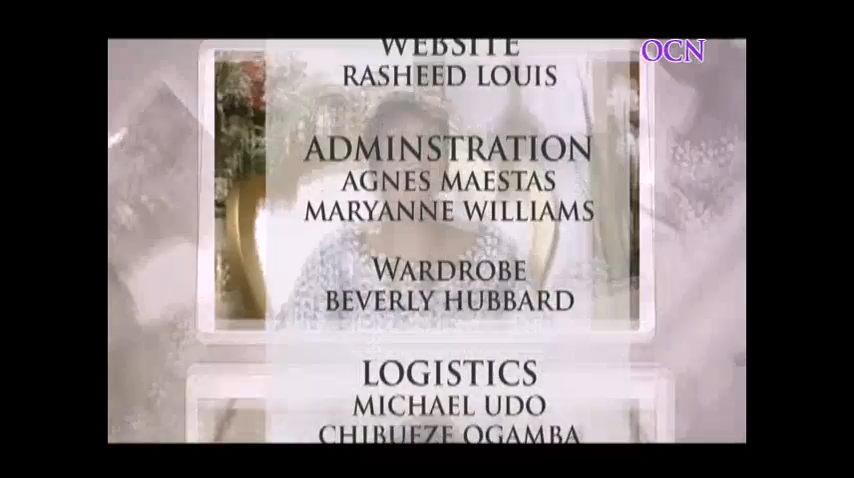 WEBSITE
OCN
RASHEED LOUIS
ADMINSTRATION
AGNES MAESTAS
MARYANNE WILLIAMS
WARDROBE
BEVERLY HUBBARD
LOGISTICS
MICHAEL UDO
CHIBUEZE OGAMBA